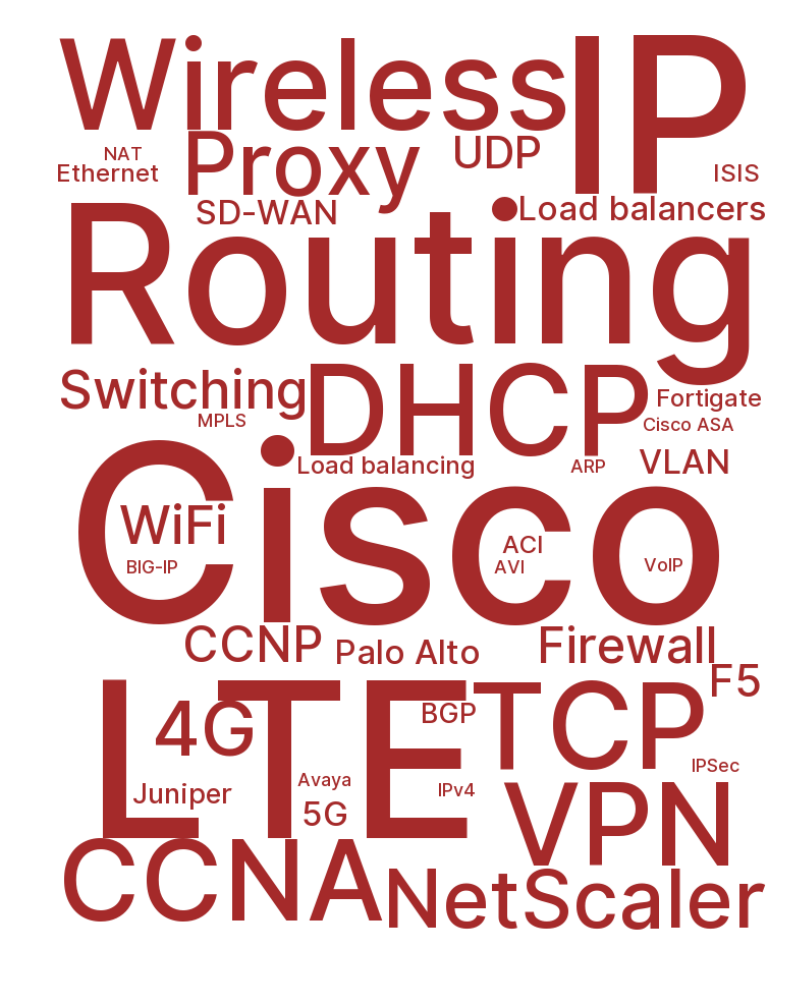 Wireless IP
NAT Proxy UDP
Ethernet ISIS
SD-WAN Load balancers
Routing
Switching DHCP Fortigate
MPLS Cisco ASA
Load balancing ARP VLAN
Cisco
WiFi ACI
BIG-IP AVI VoIP
CCNP Palo Alto Firewall
F5
LTE TCP
4G BGP
IPSec
Juniper Avaya IPv4
5G VPN
CCNA NetScaler